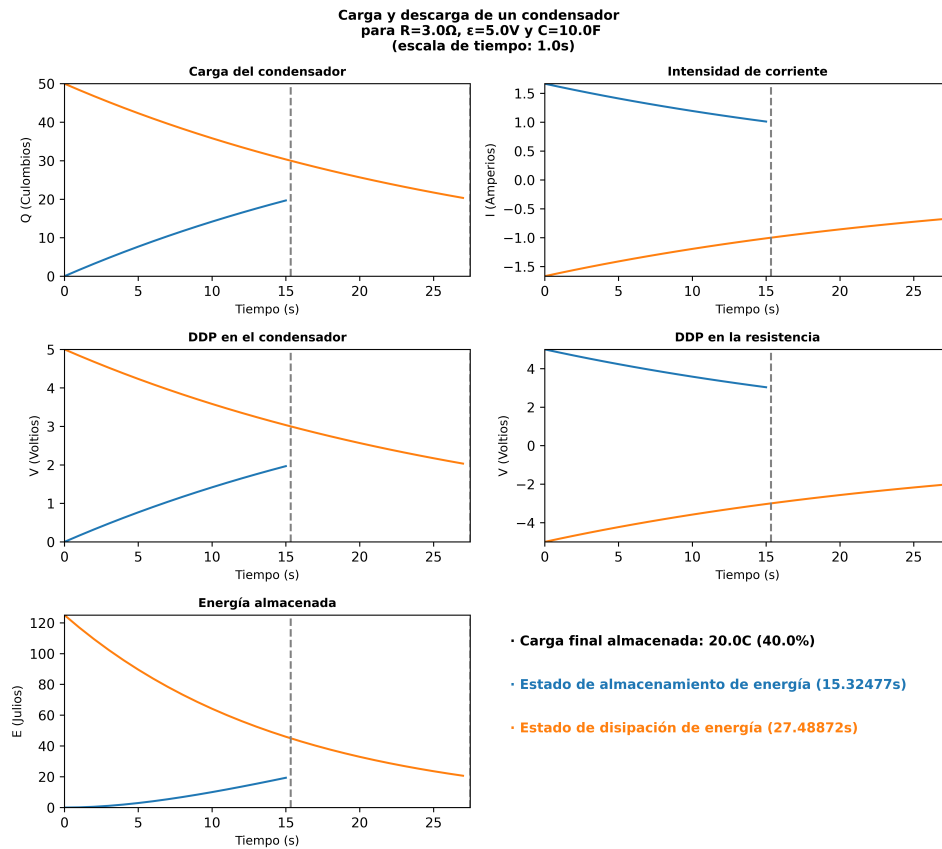 Carga y descarga de un condensador
para R=3.0Ω, ε=5.0V y C=10.0F
(escala de tiempo: 1.0s)
Carga del condensador
Q (Culombios)
50
40
30
20
10
0
0 5 10 15 20 25
Tiempo (s)
Intensidad de corriente
I (Amperios)
1.5
1.0
0.5
0.0
−0.5
−1.0
−1.5
0 5 10 15 20 25
Tiempo (s)
DDP en el condensador
V (Voltios)
5
4
3
2
1
0
0 5 10 15 20 25
Tiempo (s)
DDP en la resistencia
V (Voltios)
4
2
0
−2
−4
0 5 10 15 20 25
Tiempo (s)
Energía almacenada
E (Julios)
120
100
80
60
40
20
0
0 5 10 15 20 25
Tiempo (s)
· Carga final almacenada: 20.0C (40.0%)
· Estado de almacenamiento de energía (15.32477s)
· Estado de disipación de energía (27.48872s)